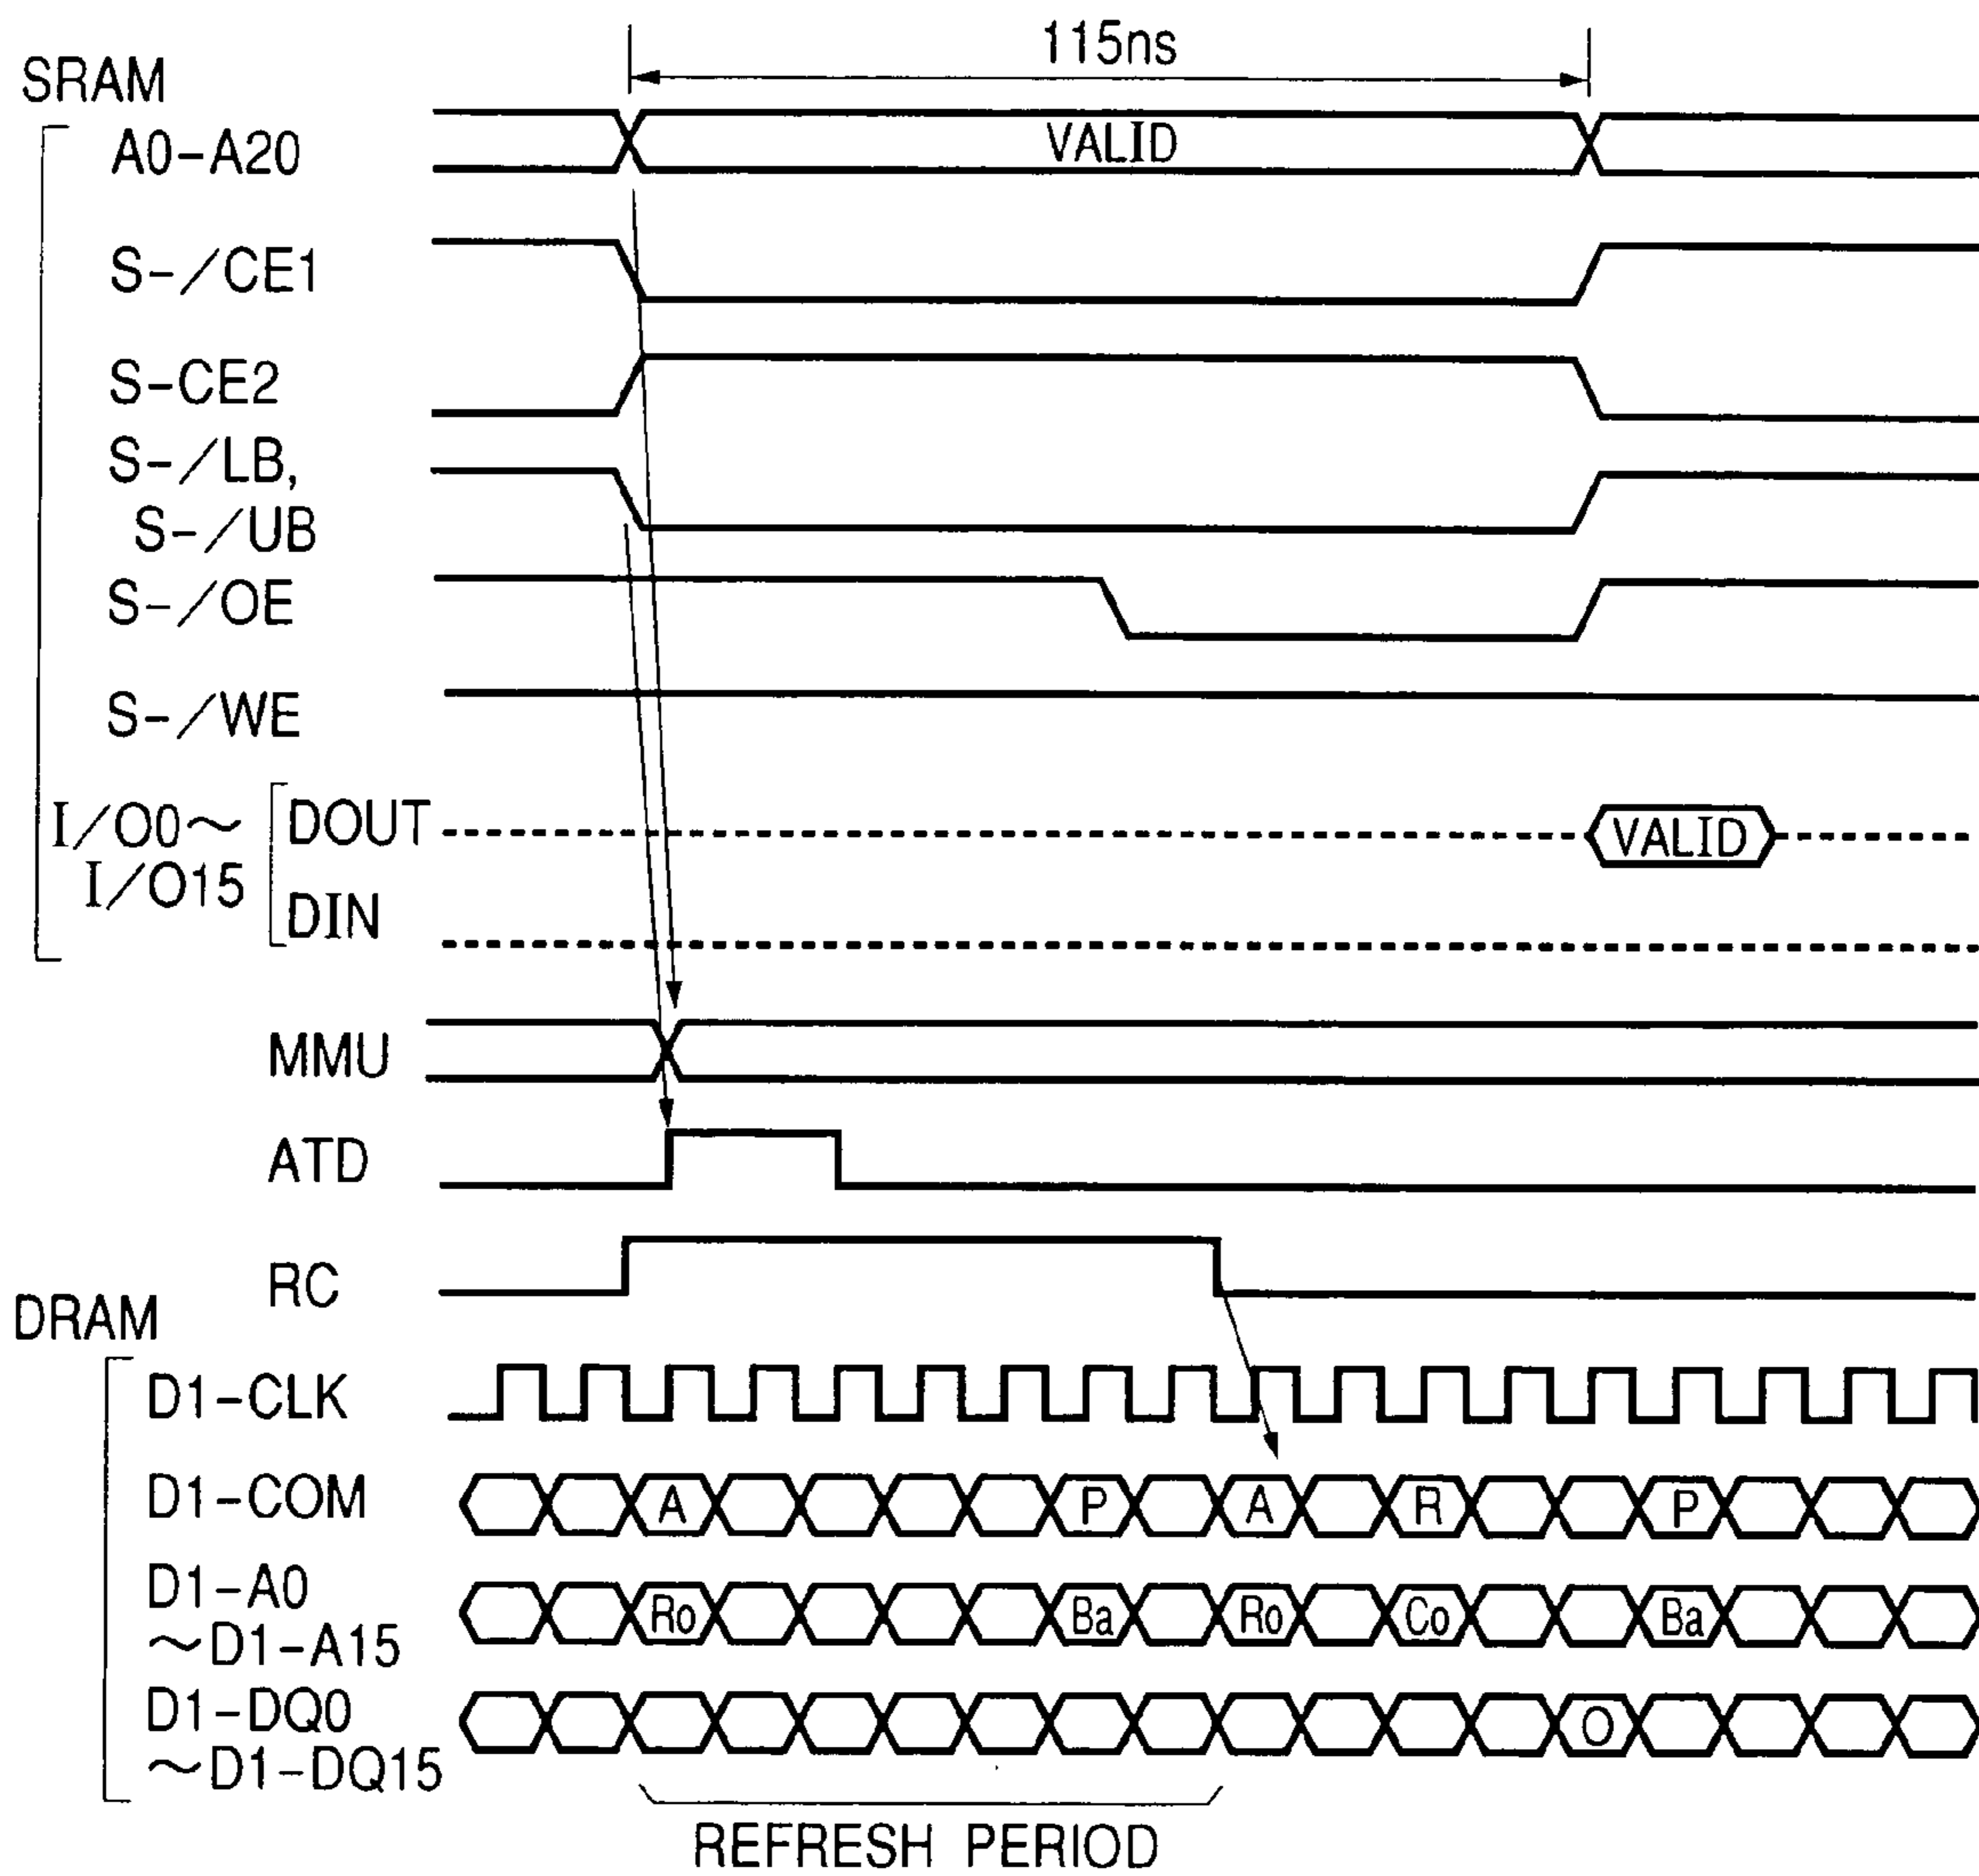 115ns
SRAM
A0-A20
VALID
S-/CE1
S-CE2
S-/LB,
S-/UB
S-/OE
S-/WE
I/O0~
I/O15
DOUT
VALID
DIN
MMU
ATD
RC
DRAM
D1-CLK
D1-COM
A P A R P
D1-A0
~D1-A15
Ro Ba Ro Co Ba
D1-DQ0
~D1-DQ15
O
REFRESH PERIOD